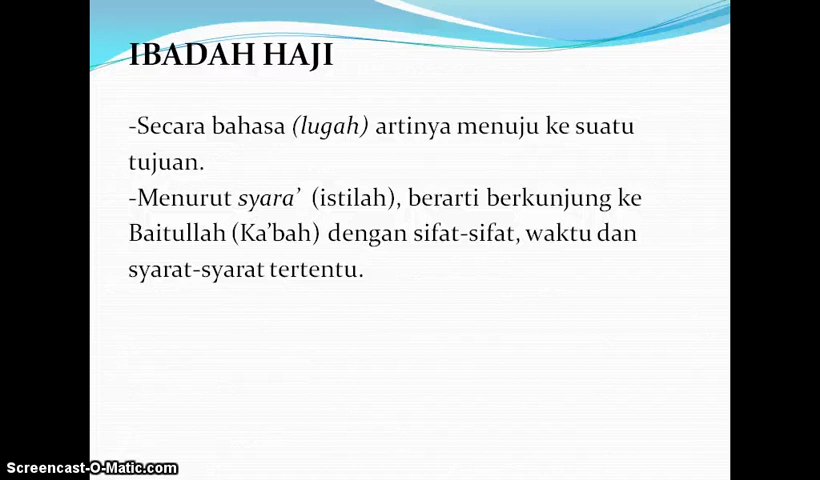 IBADAH HAJI
-Secara bahasa (lugah) artinya menuju ke suatu
tujuan.
-Menurut syara’ (istilah), berarti berkunjung ke
Baitullah (Ka’bah) dengan sifat-sifat, waktu dan
syarat-syarat tertentu.
Screencast-O-Matic.com